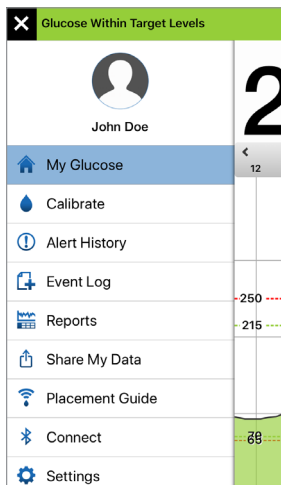 Glucose Within Target Levels
John Doe
2
My Glucose
12
Calibrate
Alert History
Event Log
250
Reports
215
Share My Data
Placement Guide
70
65
Connect
Settings